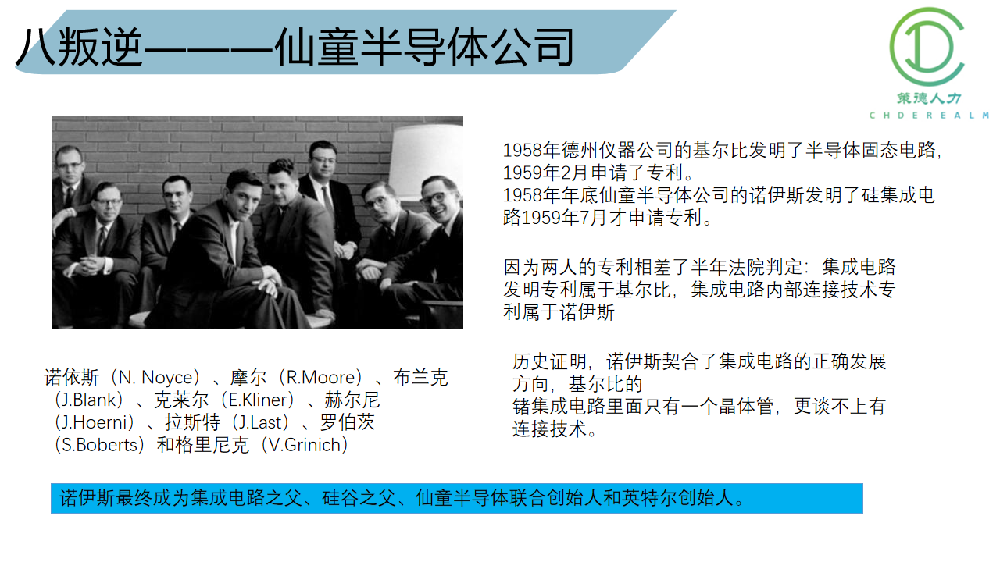 八叛逆———仙童半导体公司
策德人力
CHDEREALM
1958年德州仪器公司的基尔比发明了半导体固态电路,
1959年2月申请了专利。
1958年年底仙童半导体公司的诺伊斯发明了硅集成电
路1959年7月才申请专利。
因为两人的专利相差了半年法院判定：集成电路
发明专利属于基尔比，集成电路内部连接技术专
利属于诺伊斯
历史证明，诺伊斯契合了集成电路的正确发展
方向，基尔比的
锗集成电路里面只有一个晶体管，更谈不上有
连接技术。
诺依斯（N. Noyce）、摩尔（R.Moore）、布兰克
（J.Blank）、克莱尔（E.Kliner）、赫尔尼
（J.Hoerni）、拉斯特（J.Last）、罗伯茨
（S.Boberts）和格里尼克（V.Grinich）
诺伊斯最终成为集成电路之父、硅谷之父、仙童半导体联合创始人和英特尔创始人。